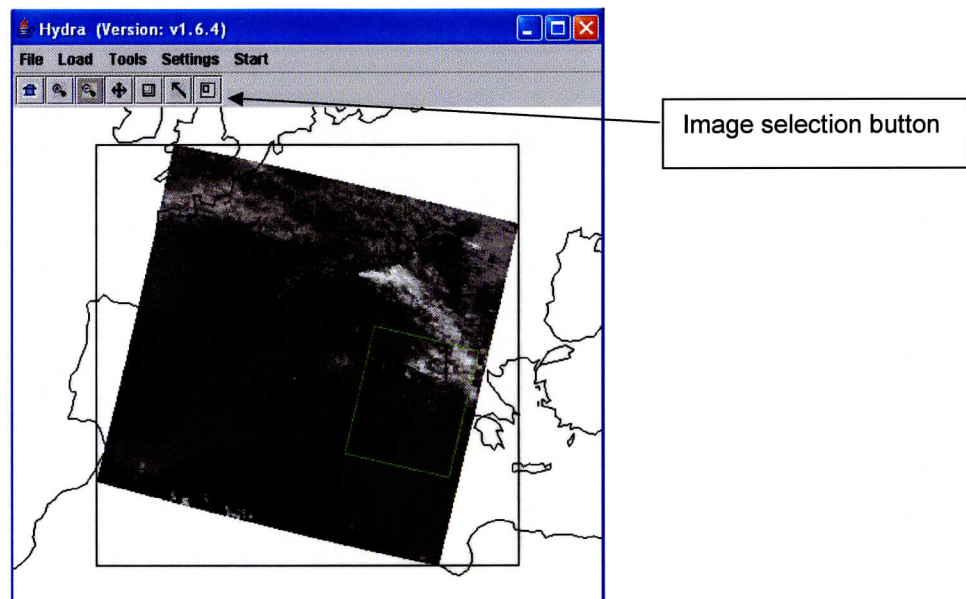 Hydra (Version: v1.6.4)
File Load Tools Settings Start
Image selection button